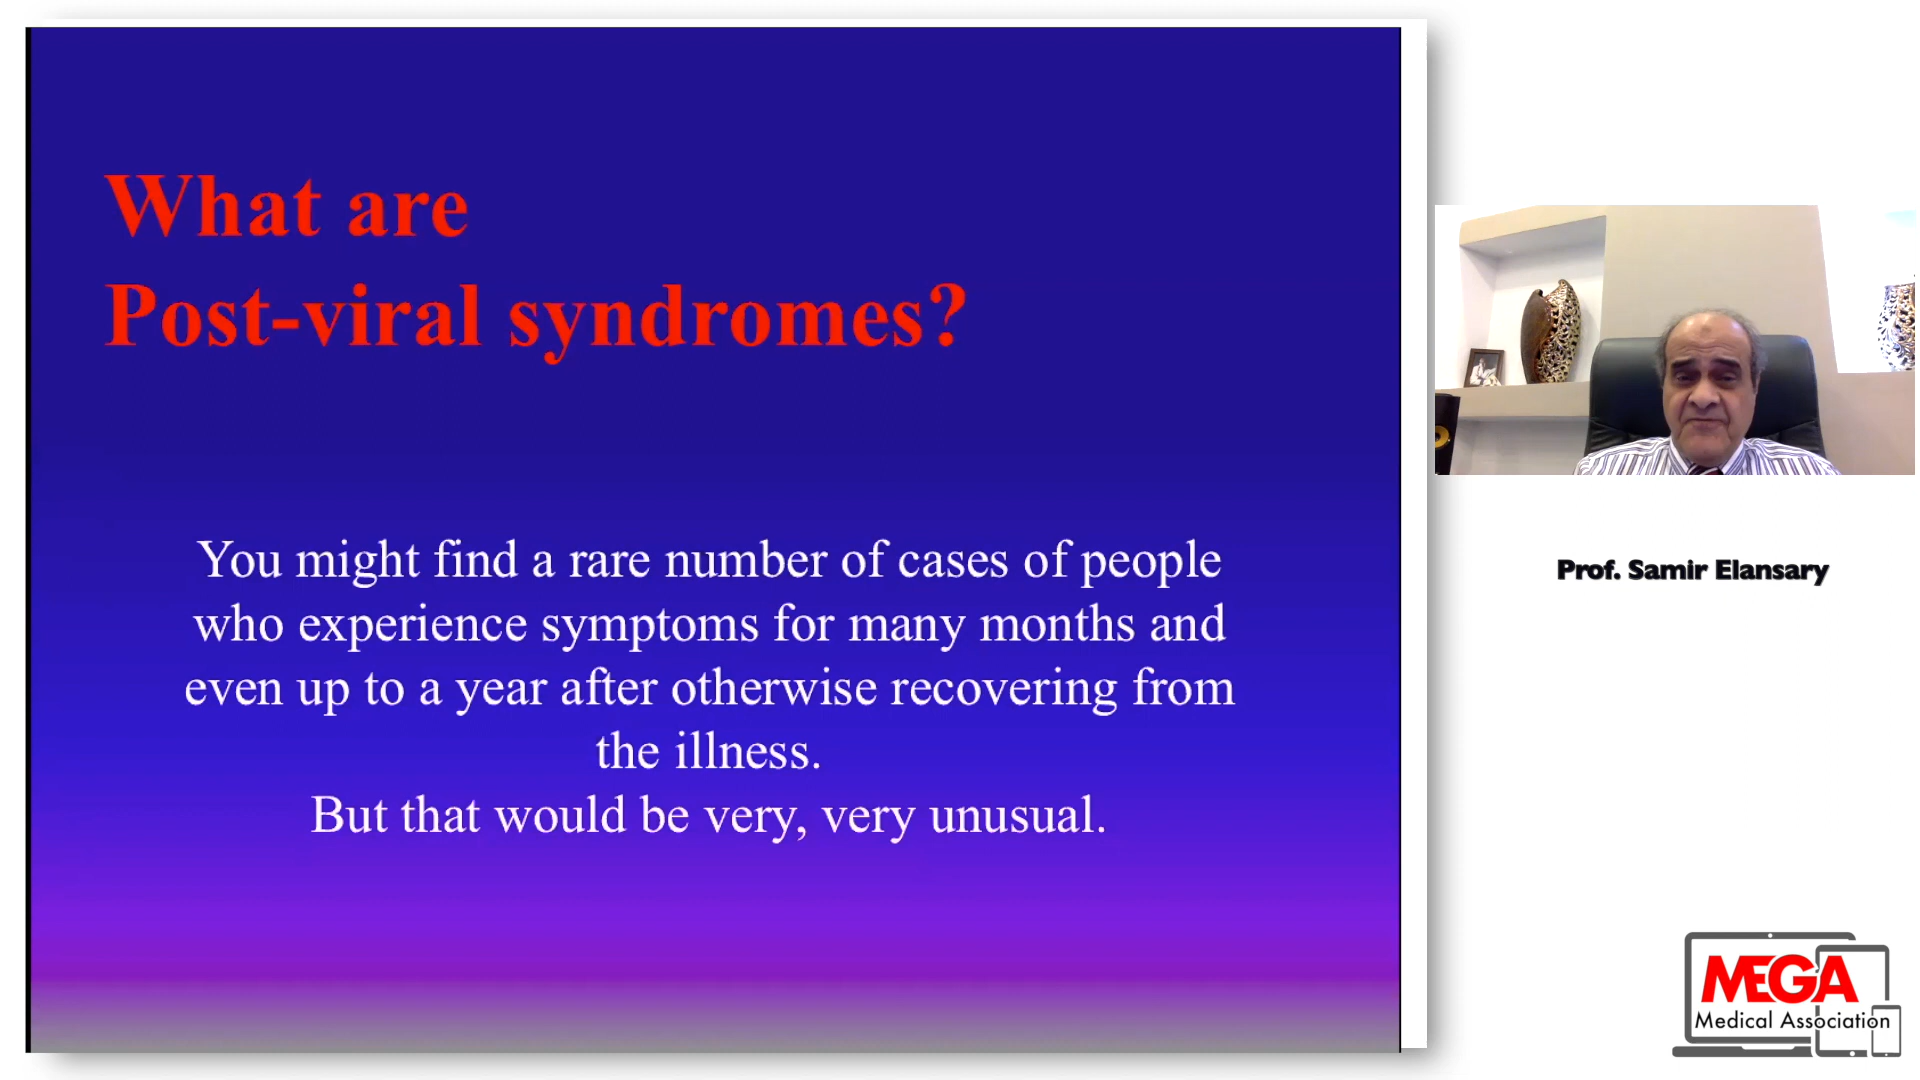 What are
Post-viral syndromes?
You might find a rare number of cases of people
who experience symptoms for many months and
even up to a year after otherwise recovering from
the illness.
But that would be very, very unusual.
Prof. Samir Elansary
MEGA
Medical Association